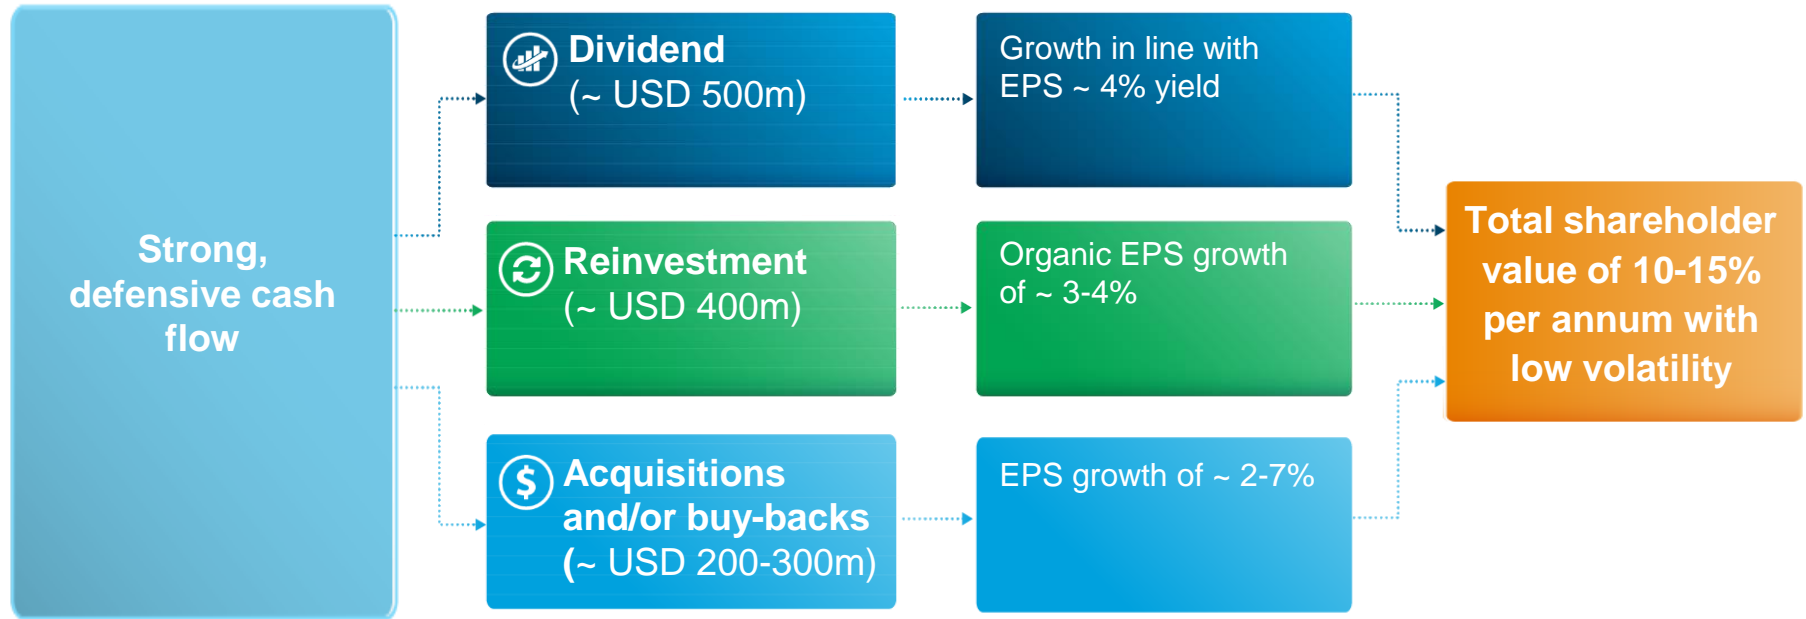 Strong,
defensive cash
flow
Dividend
(~ USD 500m)
Growth in line with
EPS ~ 4% yield
Reinvestment
(~ USD 400m)
Organic EPS growth
of ~ 3-4%
Acquisitions
and/or buy-backs
(~ USD 200-300m)
EPS growth of ~ 2-7%
Total shareholder
value of 10-15%
per annum with
low volatility